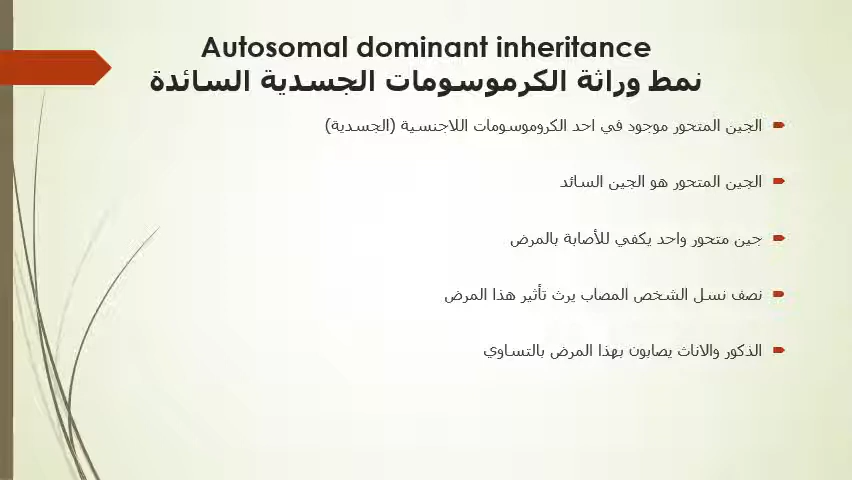 Autosomal dominant inheritance
نمط وراثة الكرموسومات الجسدية السائدة
الجين المتحور موجود في احد الكروموسومات اللاجنسية (الجسدية)
الجين المتحور هو الجين السائد
جين متحور واحد يكفي للأصابة بالمرض
نصف نسل الشخص المصاب يرث تأثير هذا المرض
الذكور والاناث يصابون بهذا المرض بالتساوي